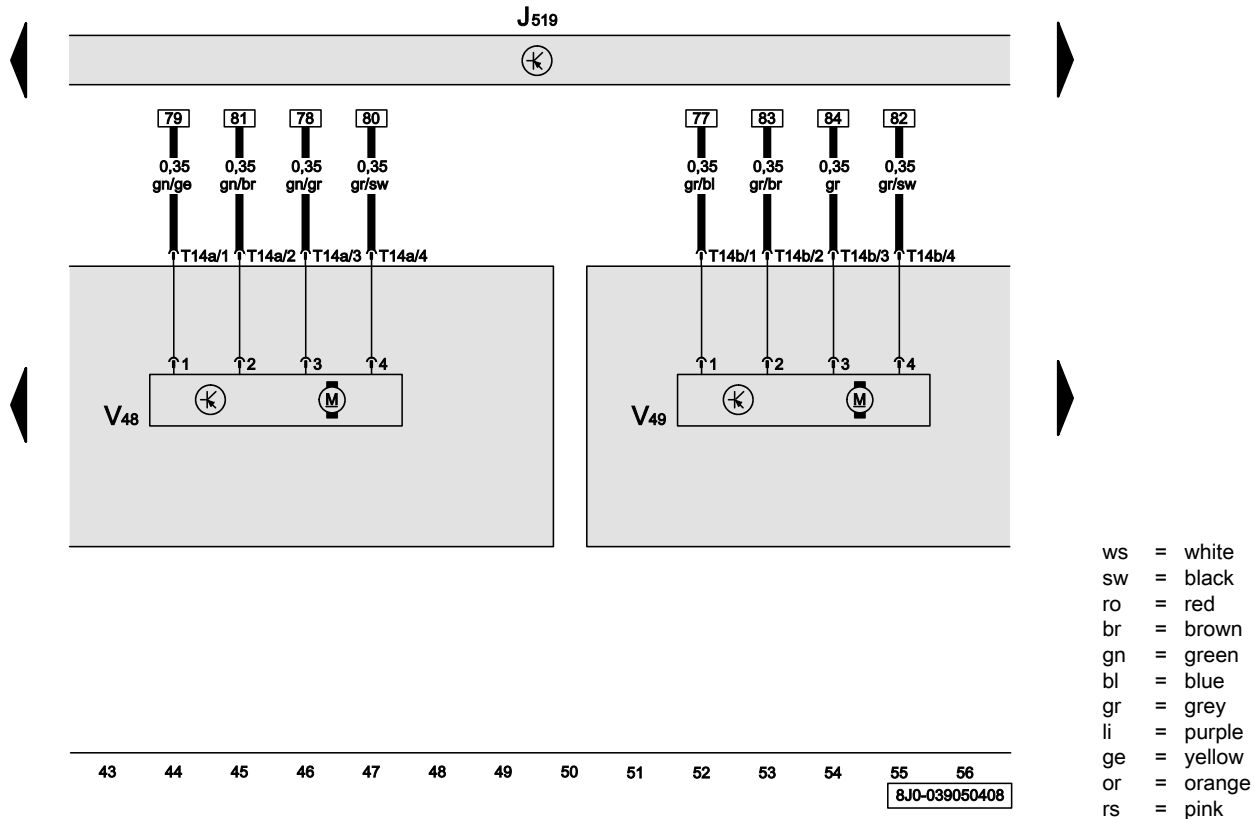 J519
79 81 78 80 77 83 84 82
0,35 0,35 0,35 0,35 0,35 0,35 0,35 0,35
gn/ge gn/br gn/gr gr/sw gr/bl gr/br gr gr/sw
T14a/1 T14a/2 T14a/3 T14a/4 T14b/1 T14b/2 T14b/3 T14b/4
1 2 3 4 1 2 3 4
V48 M V49 M
ws = white
sw = black
ro = red
br = brown
gn = green
bl = blue
gr = grey
li = purple
ge = yellow
or = orange
rs = pink
43 44 45 46 47 48 49 50 51 52 53 54 55 56
8J0-039050408